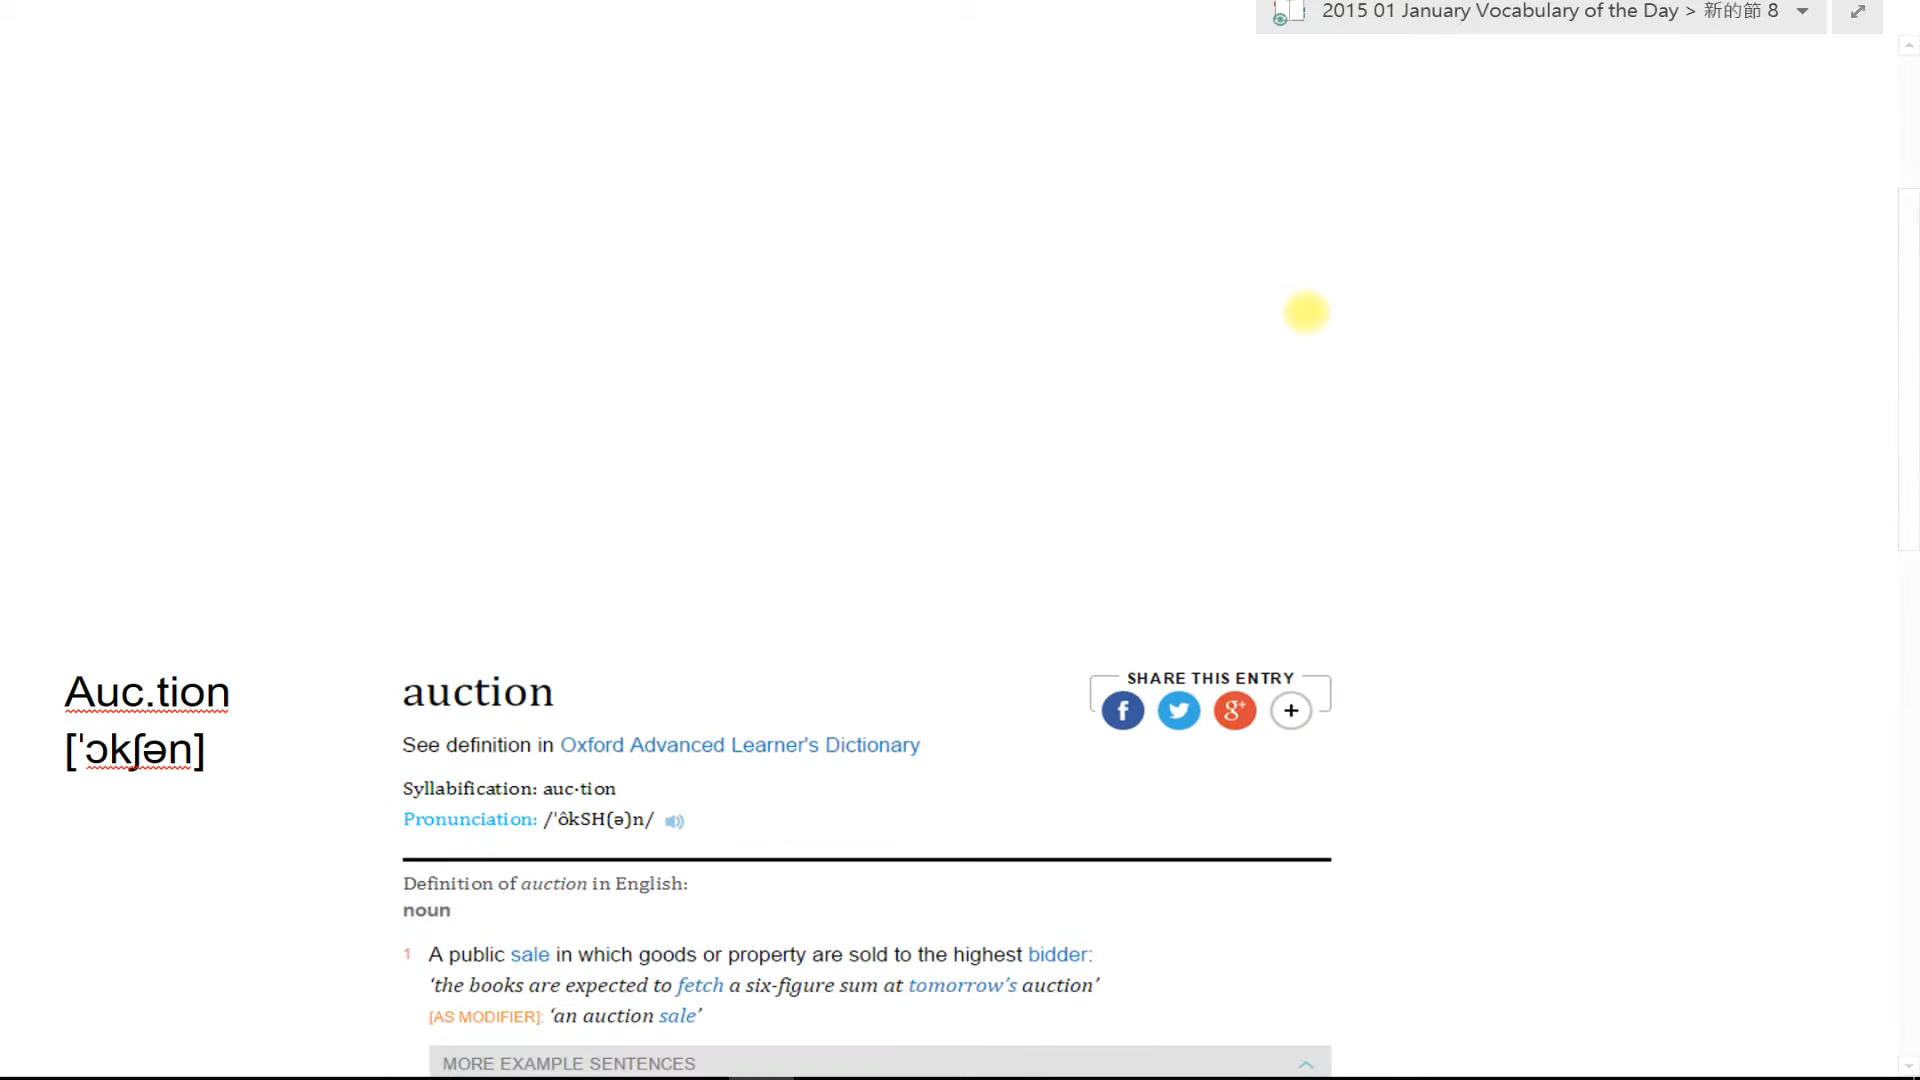 2015 01 January Vocabulary of the Day > 新的節 8
Auc.tion
[ˈɔkʃən]
auction
SHARE THIS ENTRY
f g+ +
See definition in Oxford Advanced Learner's Dictionary
Syllabification: auc·tion
Pronunciation: /ˈôkSH(ə)n/
Definition of auction in English:
noun
1 A public sale in which goods or property are sold to the highest bidder:
‘the books are expected to fetch a six-figure sum at tomorrow’s auction’
[AS MODIFIER]: ‘an auction sale’
MORE EXAMPLE SENTENCES